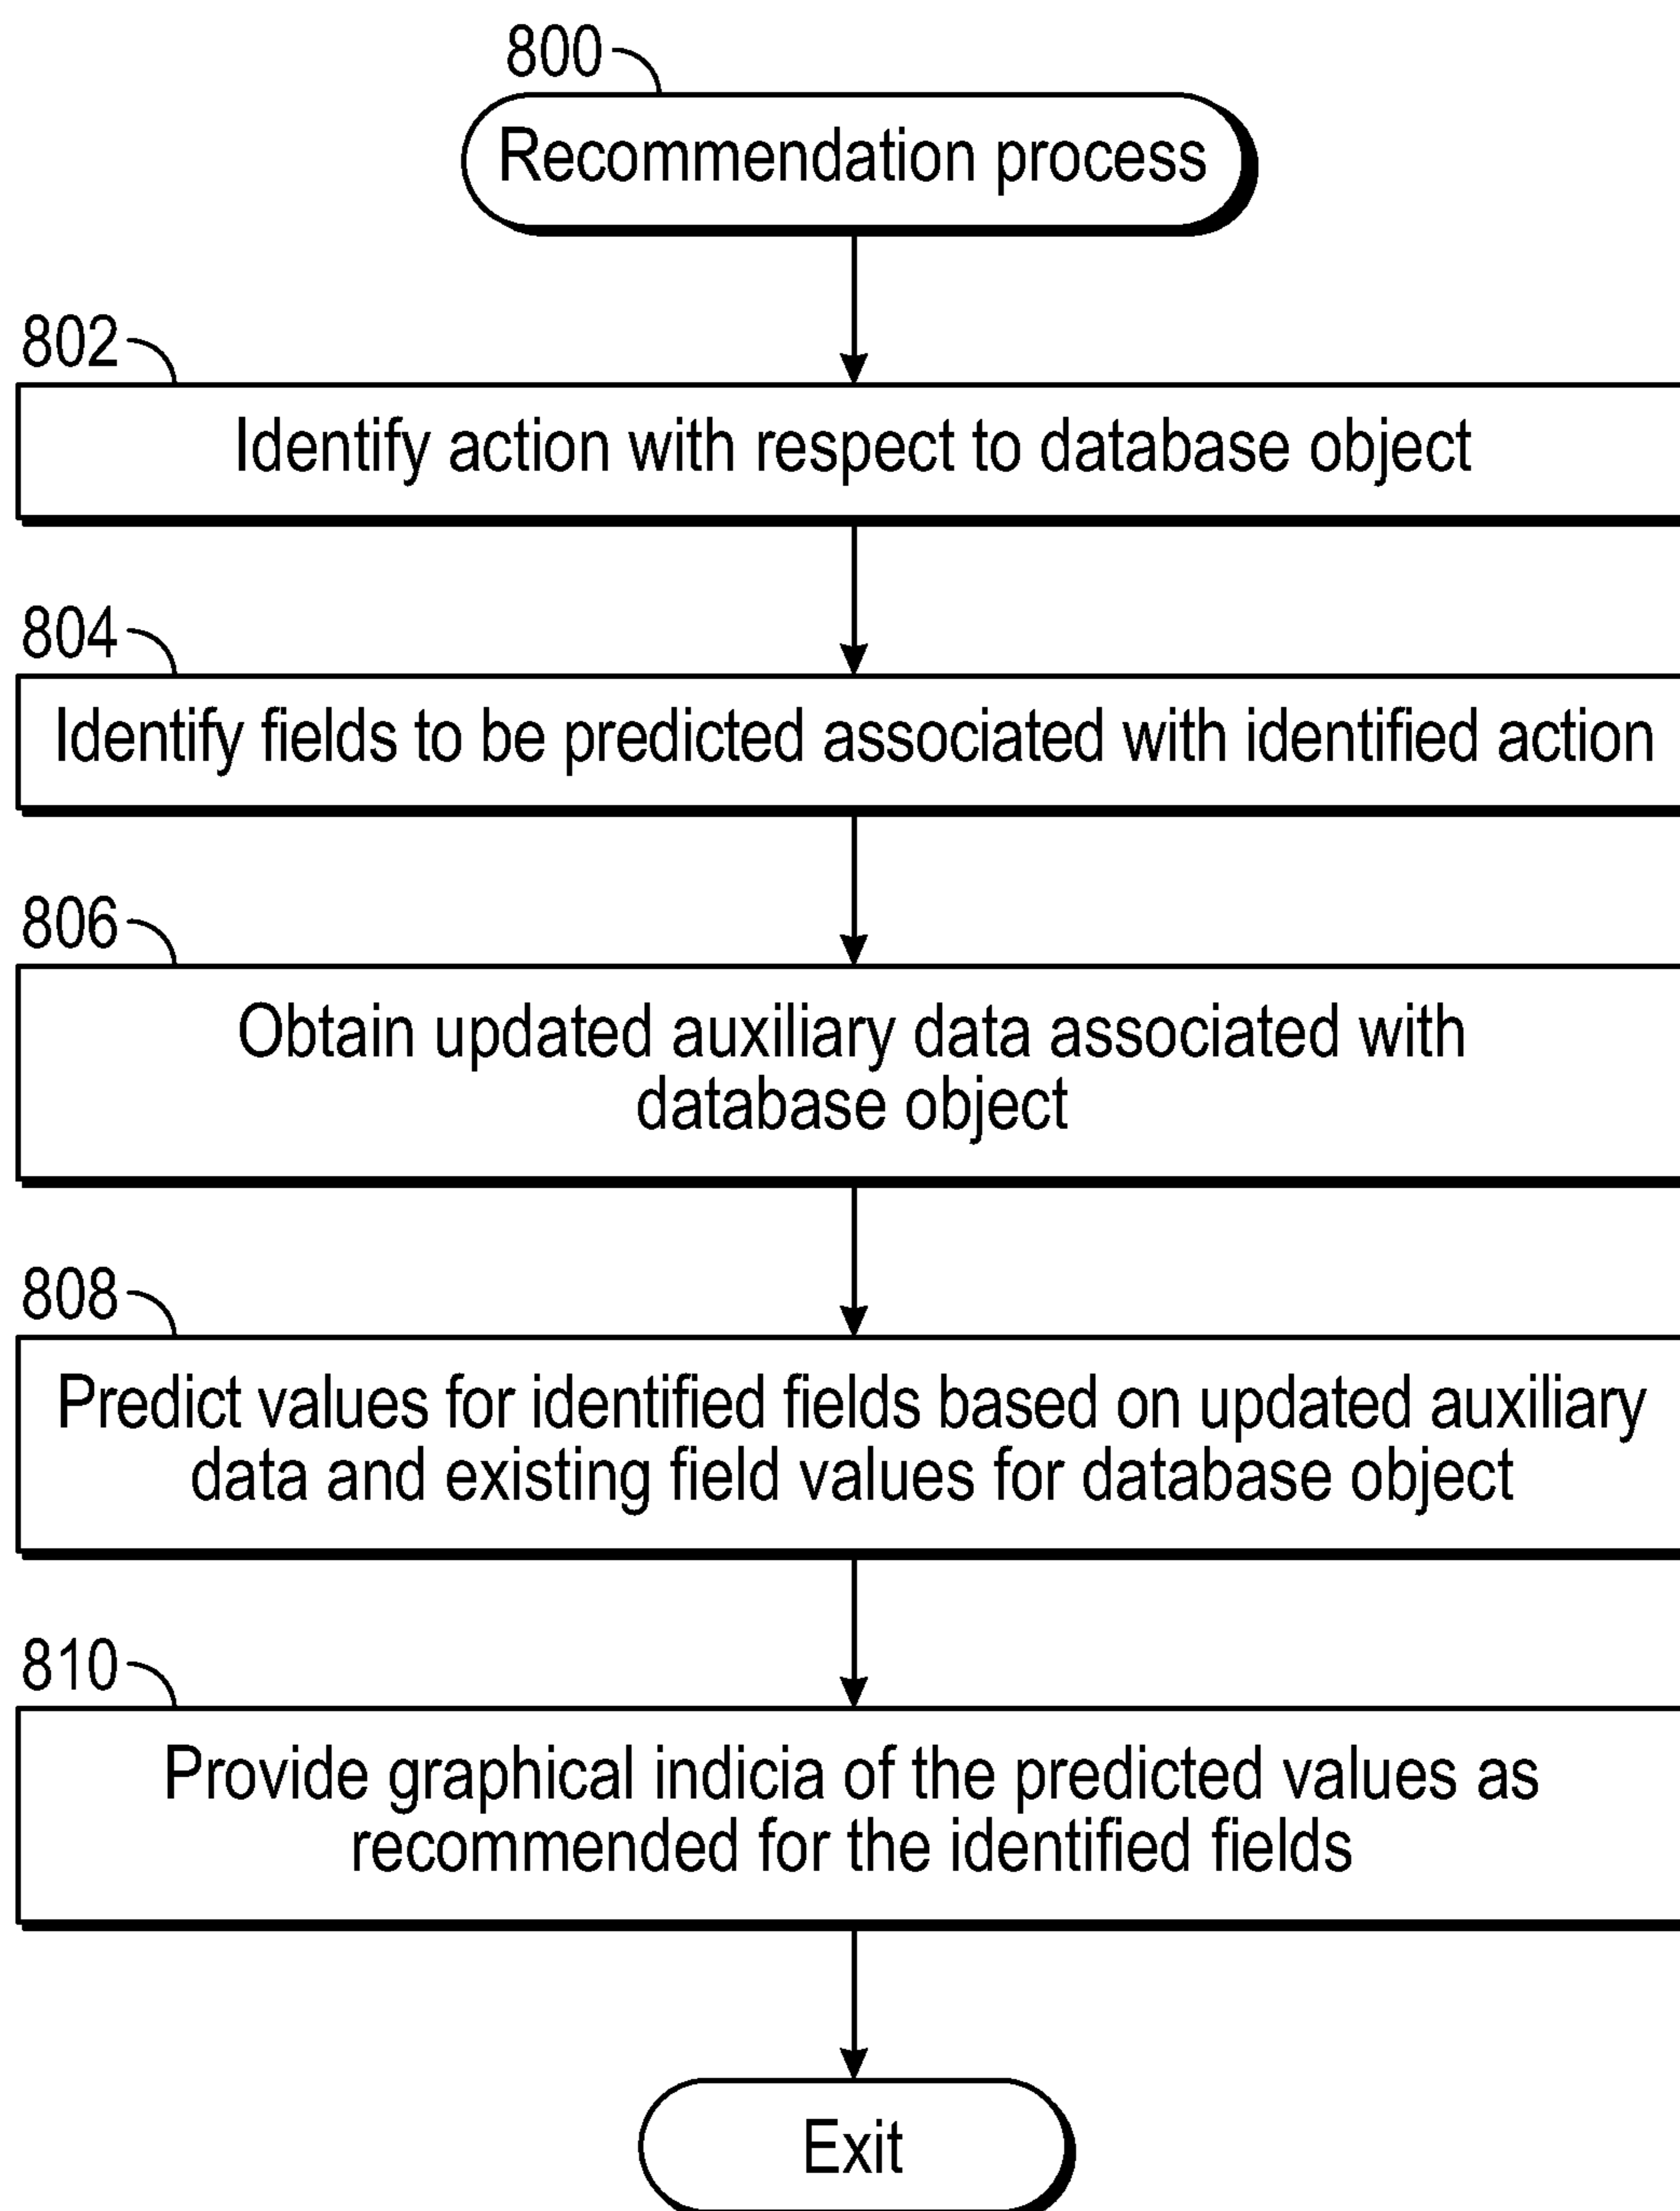 800
Recommendation process
802
Identify action with respect to database object
804
Identify fields to be predicted associated with identified action
806
Obtain updated auxiliary data associated with
database object
808
Predict values for identified fields based on updated auxiliary
data and existing field values for database object
810
Provide graphical indicia of the predicted values as
recommended for the identified fields
Exit